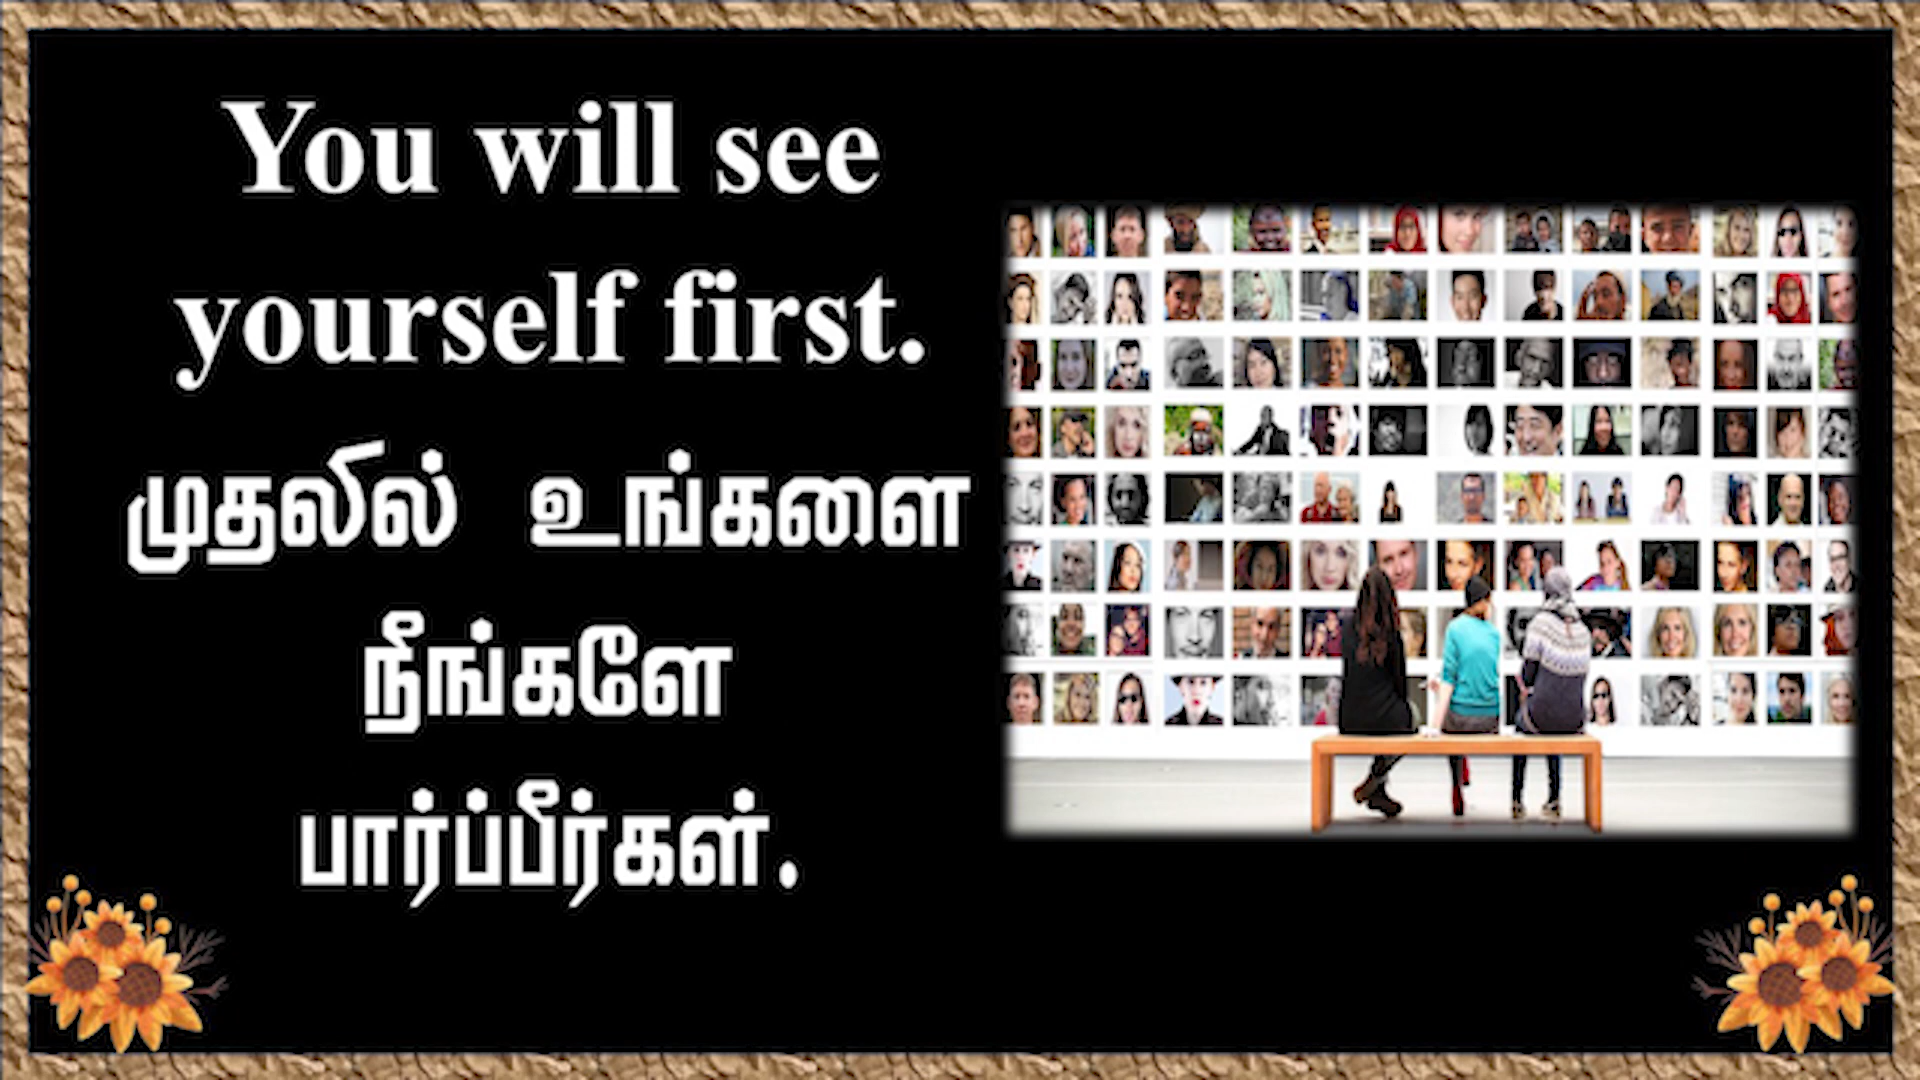 You will see
yourself first.
முதலில் உங்களை
நீங்களே
பார்ப்பீர்கள்.